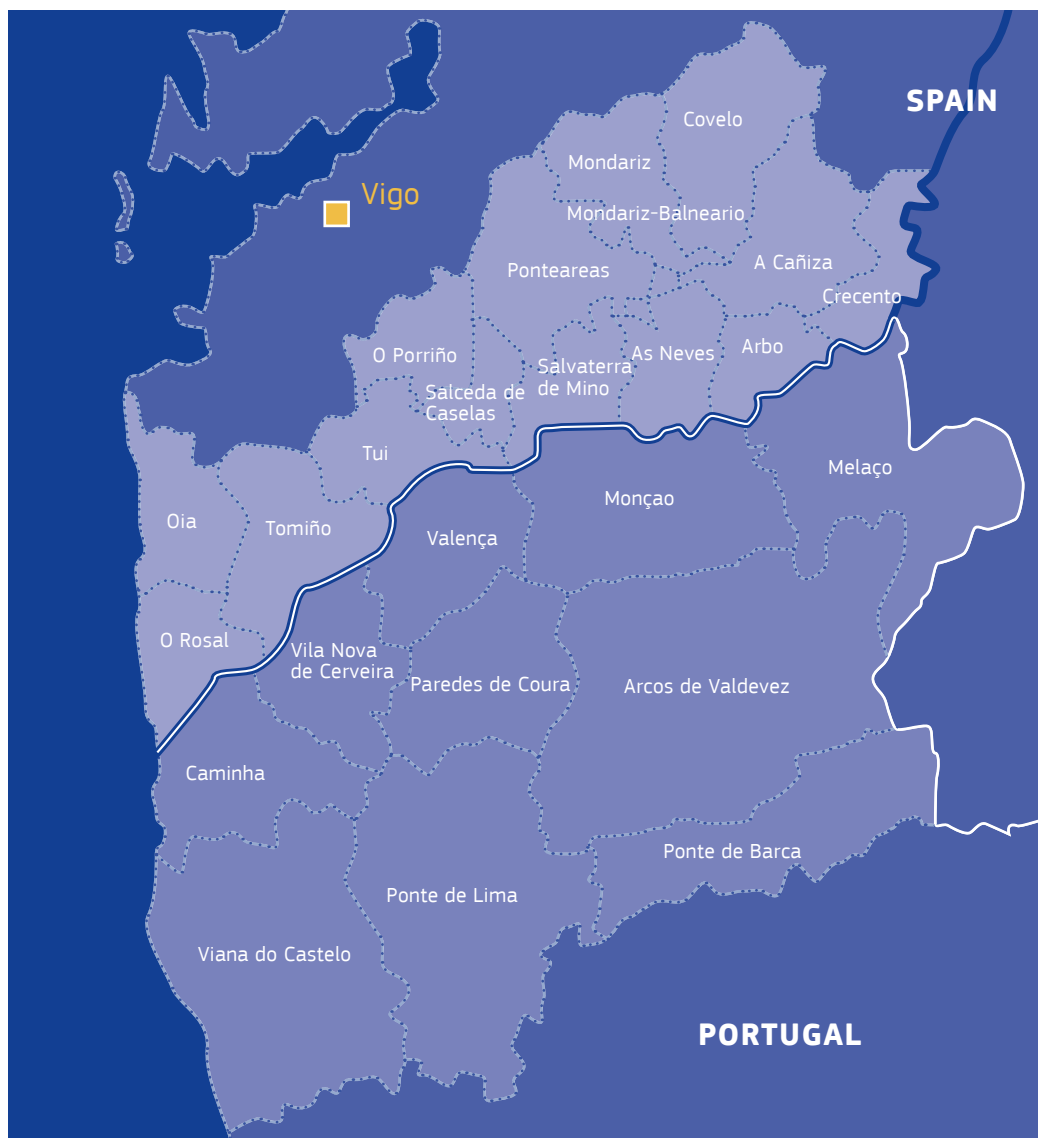 SPAIN
Covelo
Mondariz
Vigo
Mondariz-Balneario
A Cañiza
Ponteareas
Crecento
O Porriño
As Neves
Arbo
Salvaterra
de Mino
Salceda de
Caselas
Tui
Melaço
Monçao
Oia
Tomiño
Valença
O Rosal
Vila Nova
de Cerveira
Paredes de Coura
Arcos de Valdevez
Caminha
Ponte de Barca
Ponte de Lima
Viana do Castelo
PORTUGAL